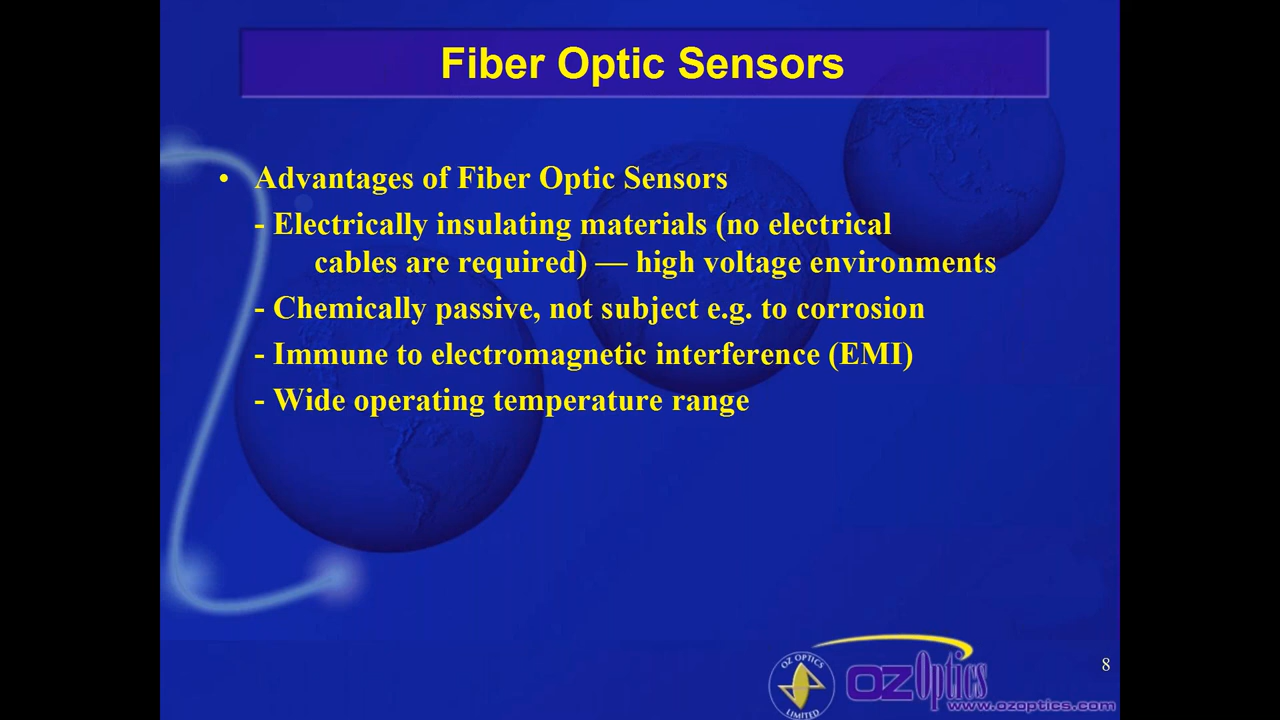 Fiber Optic Sensors
• Advantages of Fiber Optic Sensors
- Electrically insulating materials (no electrical
cables are required) — high voltage environments
- Chemically passive, not subject e.g. to corrosion
- Immune to electromagnetic interference (EMI)
- Wide operating temperature range
OZ OPTICS
LIMITED
OZ Optics
www.ozoptics.com
8